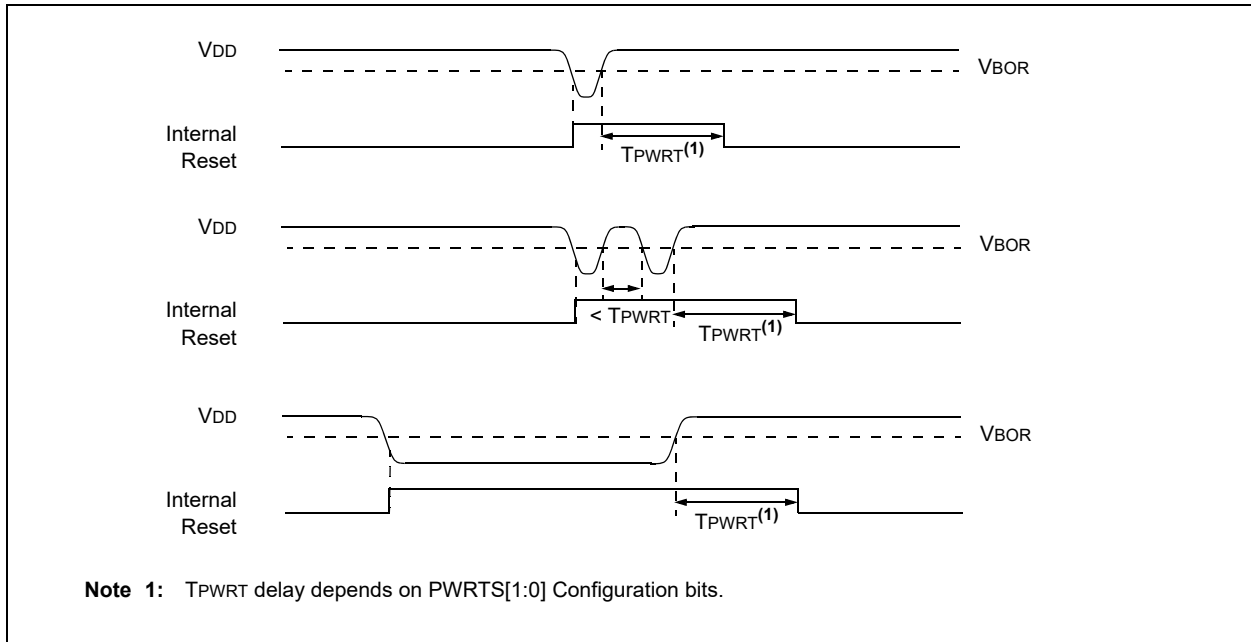 VDD
VBOR
Internal
Reset
TPWRT(1)
VDD
VBOR
Internal
Reset
< TPWRT
TPWRT(1)
VDD
VBOR
Internal
Reset
TPWRT(1)
Note 1: TPWRT delay depends on PWRTS[1:0] Configuration bits.